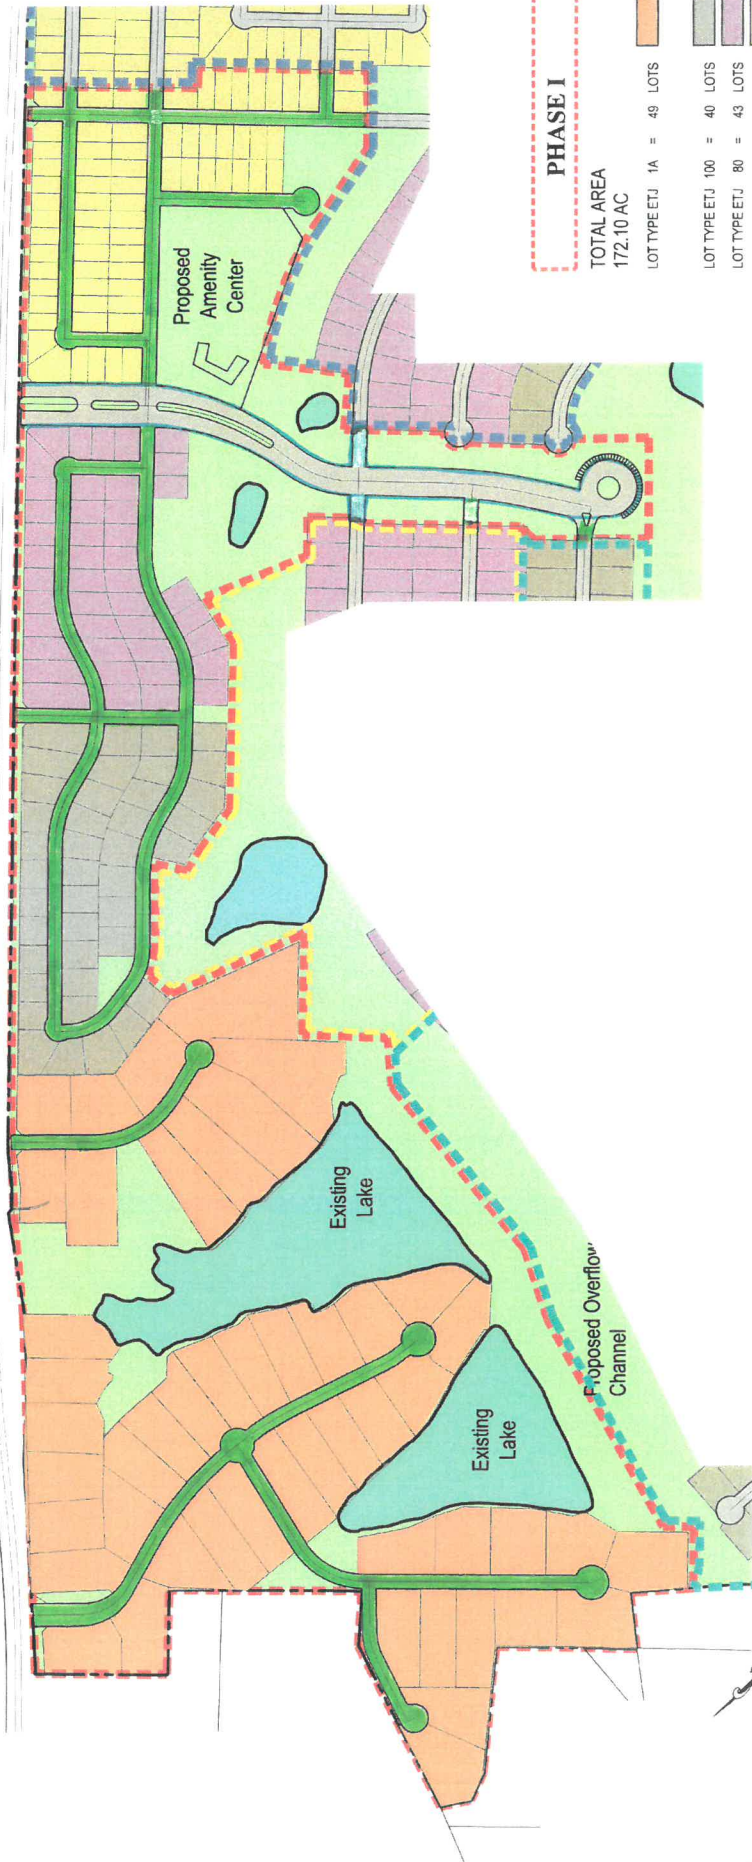 Proposed
Amenity
Center
Existing
Lake
Existing
Lake
Proposed Overflow
Channel
PHASE I
TOTAL AREA
172.10 AC
LOT TYPE ETJ 1A = 49 LOTS
LOT TYPE ETJ 100 = 40 LOTS
LOT TYPE ETJ 80 = 43 LOTS